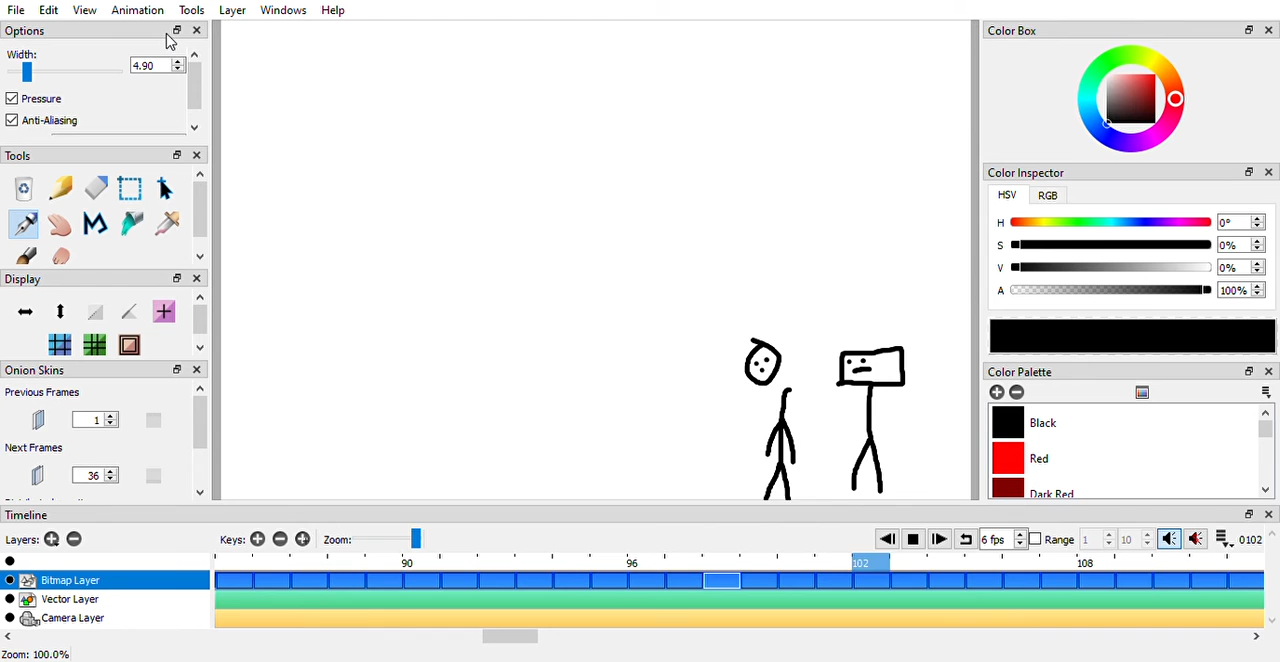 File Edit View Animation Tools Layer Windows Help
Options
Width:
4.90
Pressure
Anti-Aliasing
Tools
Display
Onion Skins
Previous Frames
1
Next Frames
36
Color Box
Color Inspector
HSV RGB
H 0°
S 0%
V 0%
A 100%
Color Palette
Black
Red
Dark Red
Timeline
Layers: Keys: Zoom: 6 fps Range 1 10 0102
90 96 102 108
Bitmap Layer
Vector Layer
Camera Layer
Zoom: 100.0%